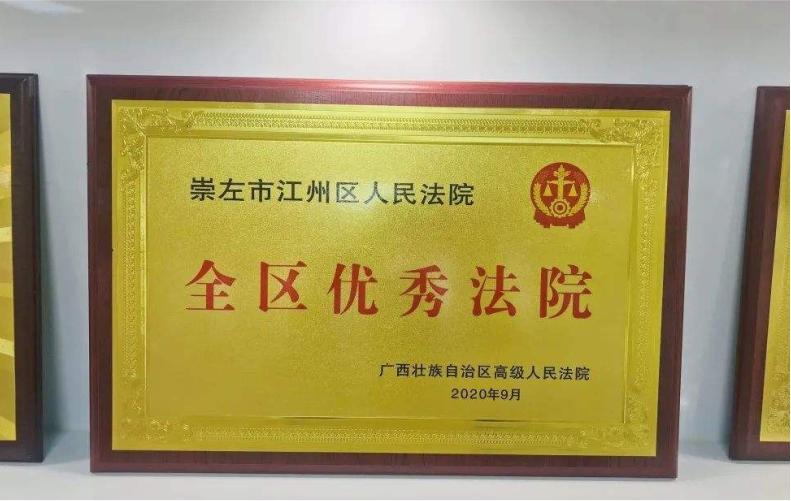 崇左市江州区人民法院
全区优秀法院
广西壮族自治区高级人民法院
2020年9月